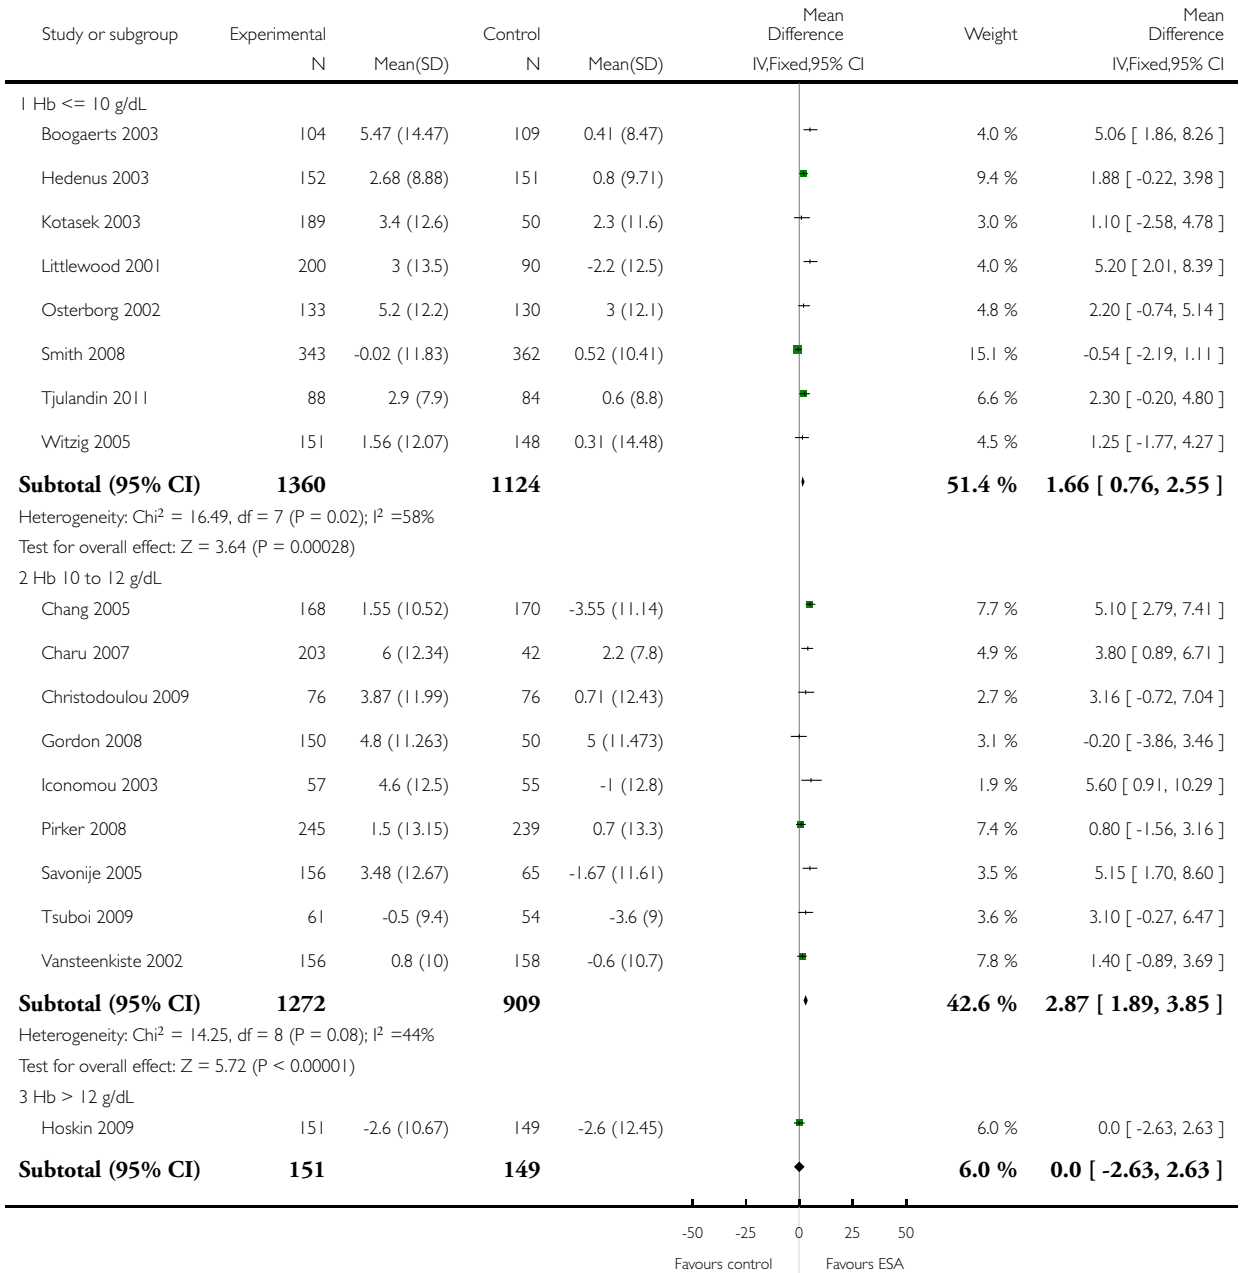 Study or subgroup Experimental Control Mean Difference Weight Mean Difference
N Mean(SD) N Mean(SD) IV,Fixed,95% CI IV,Fixed,95% CI
1 Hb <= 10 g/dL
Boogaerts 2003 104 5.47 (14.47) 109 0.41 (8.47) 4.0 % 5.06 [ 1.86, 8.26 ]
Hedenus 2003 152 2.68 (8.88) 151 0.8 (9.71) 9.4 % 1.88 [ -0.22, 3.98 ]
Kotasek 2003 189 3.4 (12.6) 50 2.3 (11.6) 3.0 % 1.10 [ -2.58, 4.78 ]
Littlewood 2001 200 3 (13.5) 90 -2.2 (12.5) 4.0 % 5.20 [ 2.01, 8.39 ]
Osterborg 2002 133 5.2 (12.2) 130 3 (12.1) 4.8 % 2.20 [ -0.74, 5.14 ]
Smith 2008 343 -0.02 (11.83) 362 0.52 (10.41) 15.1 % -0.54 [ -2.19, 1.11 ]
Tjulandin 2011 88 2.9 (7.9) 84 0.6 (8.8) 6.6 % 2.30 [ -0.20, 4.80 ]
Witzig 2005 151 1.56 (12.07) 148 0.31 (14.48) 4.5 % 1.25 [ -1.77, 4.27 ]
Subtotal (95% CI) 1360 1124 51.4 % 1.66 [ 0.76, 2.55 ]
Heterogeneity: Chi² = 16.49, df = 7 (P = 0.02); I² =58%
Test for overall effect: Z = 3.64 (P = 0.00028)
2 Hb 10 to 12 g/dL
Chang 2005 168 1.55 (10.52) 170 -3.55 (11.14) 7.7 % 5.10 [ 2.79, 7.41 ]
Charu 2007 203 6 (12.34) 42 2.2 (7.8) 4.9 % 3.80 [ 0.89, 6.71 ]
Christodoulou 2009 76 3.87 (11.99) 76 0.71 (12.43) 2.7 % 3.16 [ -0.72, 7.04 ]
Gordon 2008 150 4.8 (11.263) 50 5 (11.473) 3.1 % -0.20 [ -3.86, 3.46 ]
Iconomou 2003 57 4.6 (12.5) 55 -1 (12.8) 1.9 % 5.60 [ 0.91, 10.29 ]
Pirker 2008 245 1.5 (13.15) 239 0.7 (13.3) 7.4 % 0.80 [ -1.56, 3.16 ]
Savonije 2005 156 3.48 (12.67) 65 -1.67 (11.61) 3.5 % 5.15 [ 1.70, 8.60 ]
Tsuboi 2009 61 -0.5 (9.4) 54 -3.6 (9) 3.6 % 3.10 [ -0.27, 6.47 ]
Vansteenkiste 2002 156 0.8 (10) 158 -0.6 (10.7) 7.8 % 1.40 [ -0.89, 3.69 ]
Subtotal (95% CI) 1272 909 42.6 % 2.87 [ 1.89, 3.85 ]
Heterogeneity: Chi² = 14.25, df = 8 (P = 0.08); I² =44%
Test for overall effect: Z = 5.72 (P < 0.00001)
3 Hb > 12 g/dL
Hoskin 2009 151 -2.6 (10.67) 149 -2.6 (12.45) 6.0 % 0.0 [ -2.63, 2.63 ]
Subtotal (95% CI) 151 149 6.0 % 0.0 [ -2.63, 2.63 ]
-50 -25 0 25 50
Favours control Favours ESA